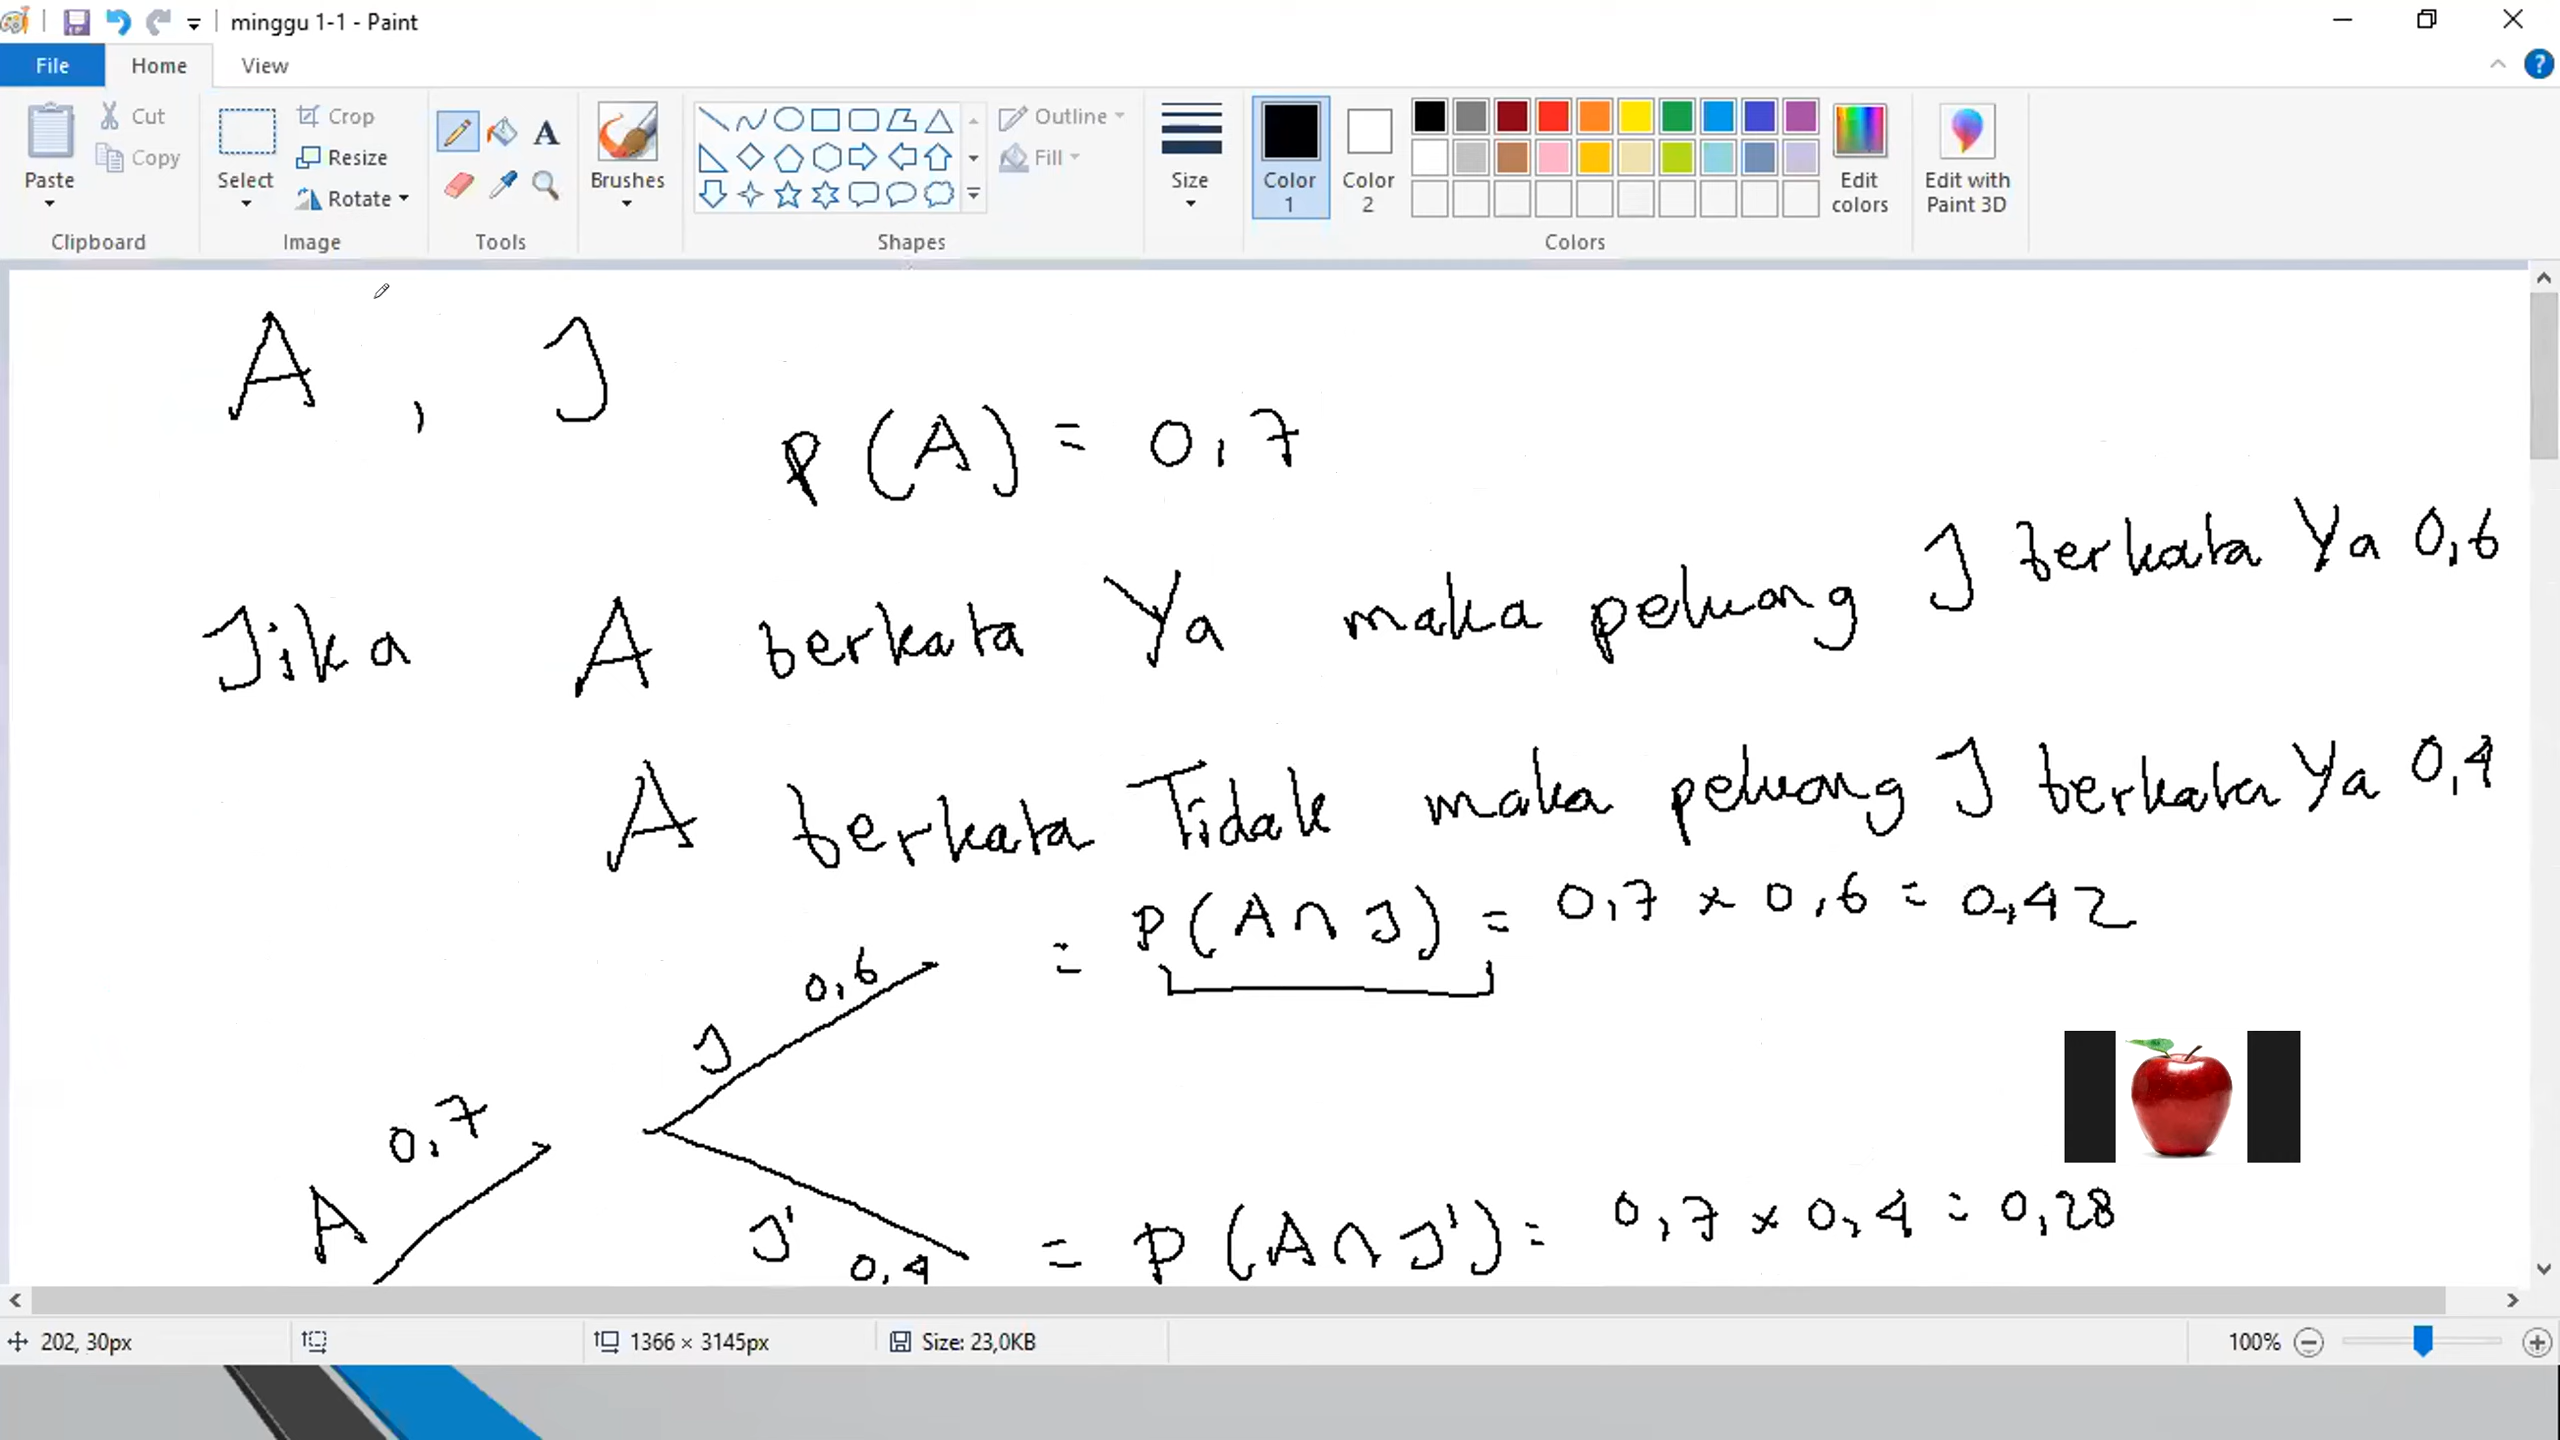 minggu 1-1 - Paint
File Home View
Paste Cut Copy Clipboard
Select Crop Resize Rotate Image
A Tools
Brushes
Outline Fill Shapes
Size
Color 1 Color 2 Edit colors Colors
Edit with Paint 3D
A , J
P (A) = 0,7
Jika A berkata Ya maka peluang J berkata Ya 0,6
A berkata Tidak maka peluang J berkata Ya 0,4
= P(A∩J) = 0,7 × 0,6 = 0,42
0,6
J
0,7
A
J'
0,4
= P (A∩J') = 0,7 × 0,4 = 0,28
202, 30px 1366 × 3145px Size: 23,0KB 100%